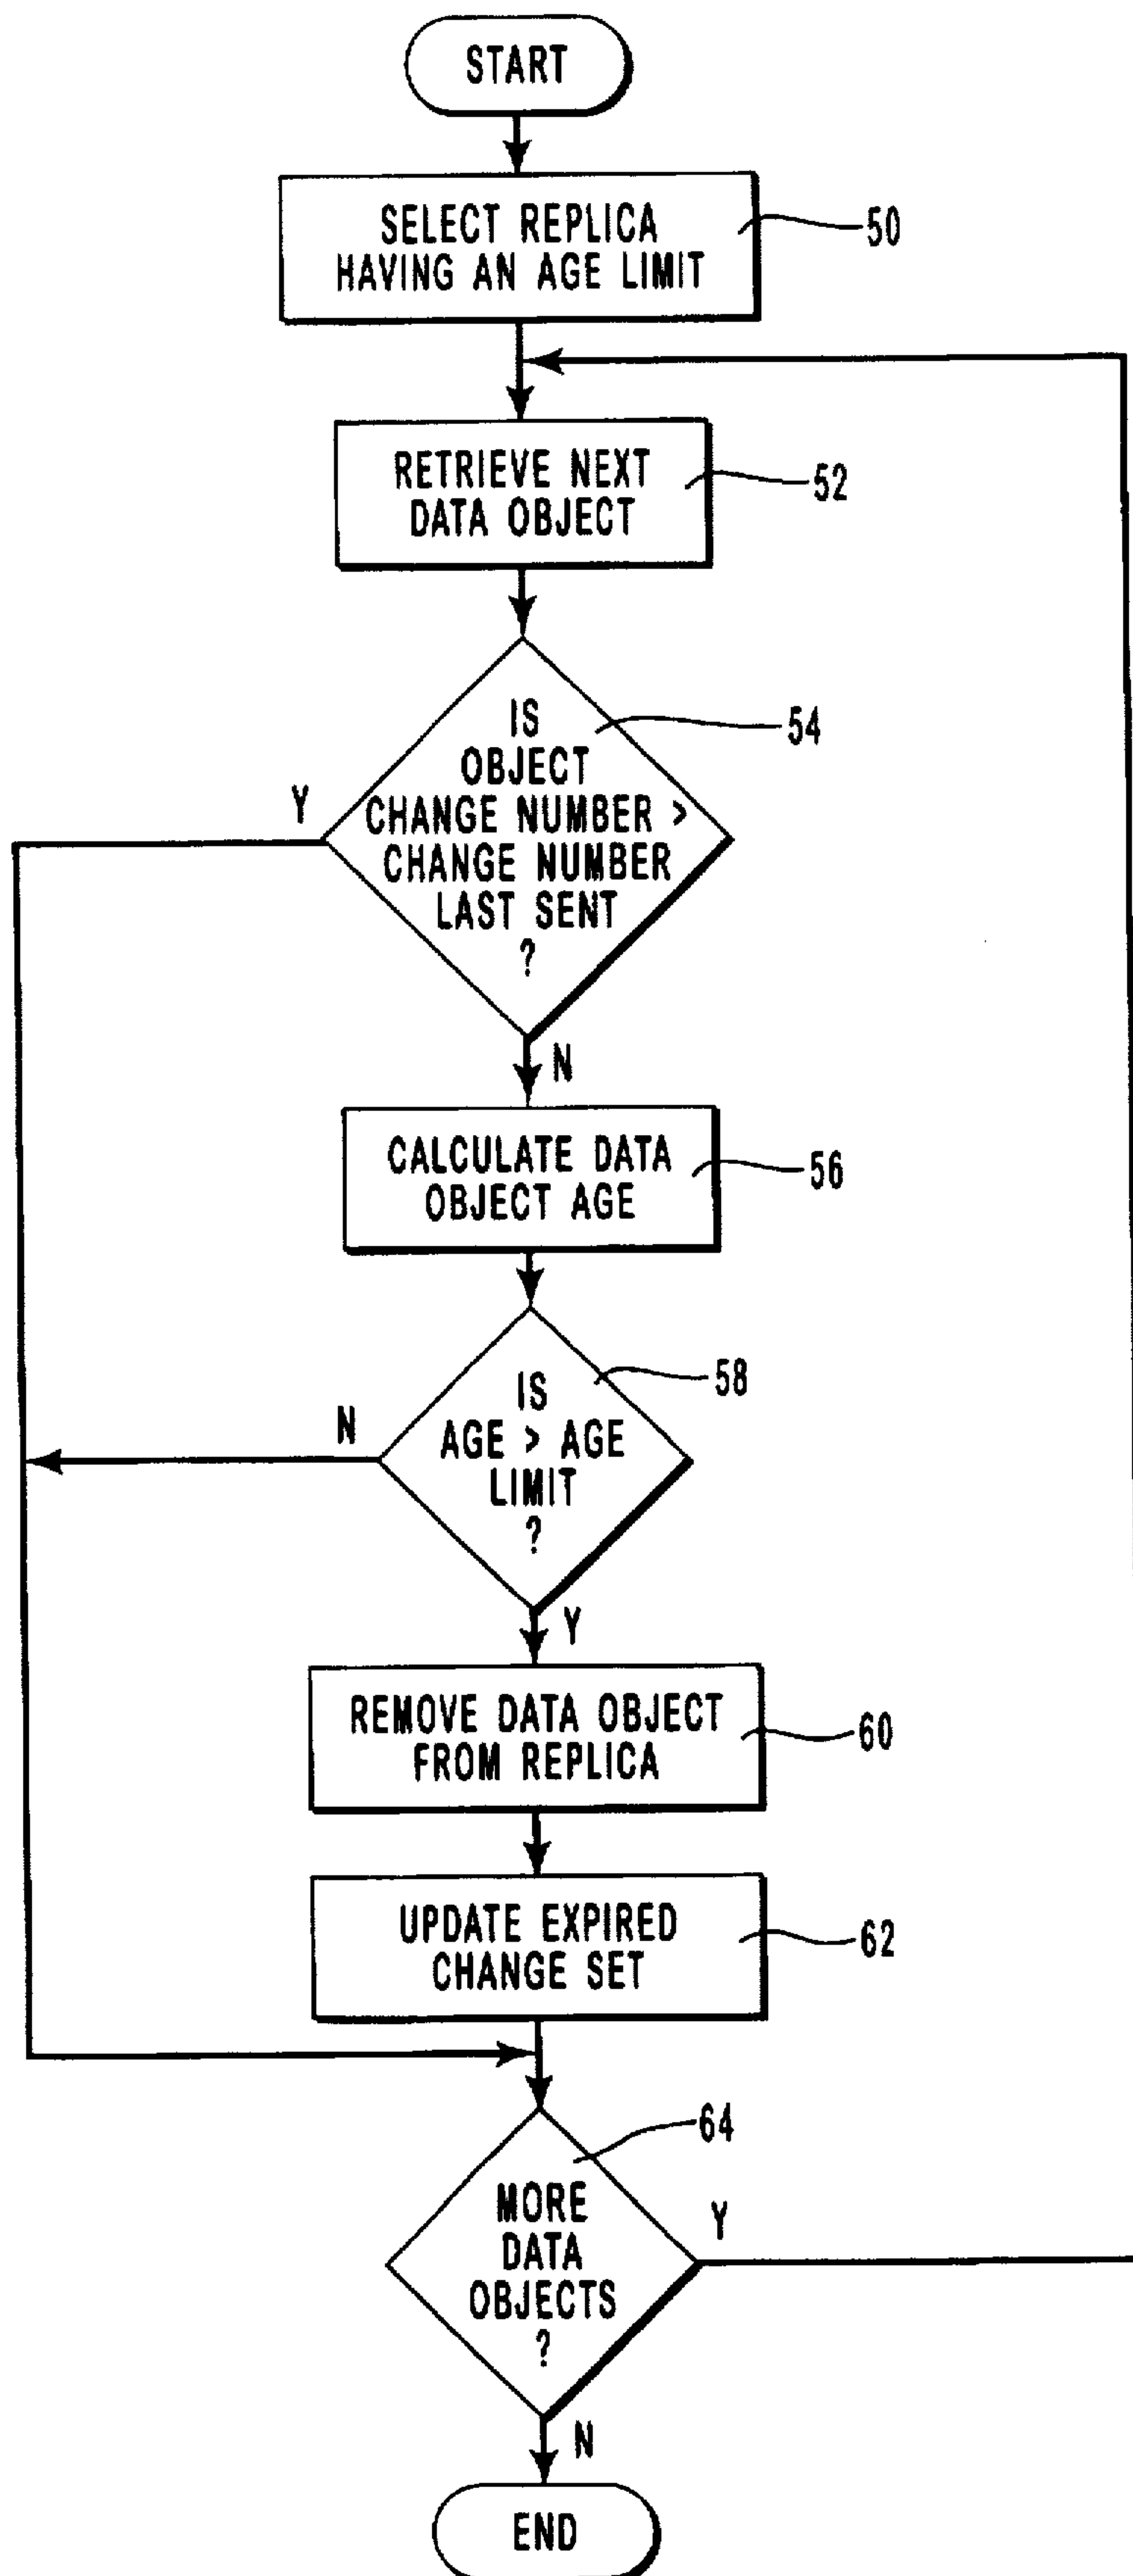 START
SELECT REPLICA
HAVING AN AGE LIMIT
50
RETRIEVE NEXT
DATA OBJECT
52
IS
OBJECT
CHANGE NUMBER >
CHANGE NUMBER
LAST SENT
?
54
Y
N
CALCULATE DATA
OBJECT AGE
56
IS
AGE > AGE
LIMIT
?
58
N
Y
REMOVE DATA OBJECT
FROM REPLICA
60
UPDATE EXPIRED
CHANGE SET
62
MORE
DATA
OBJECTS
?
64
Y
N
END